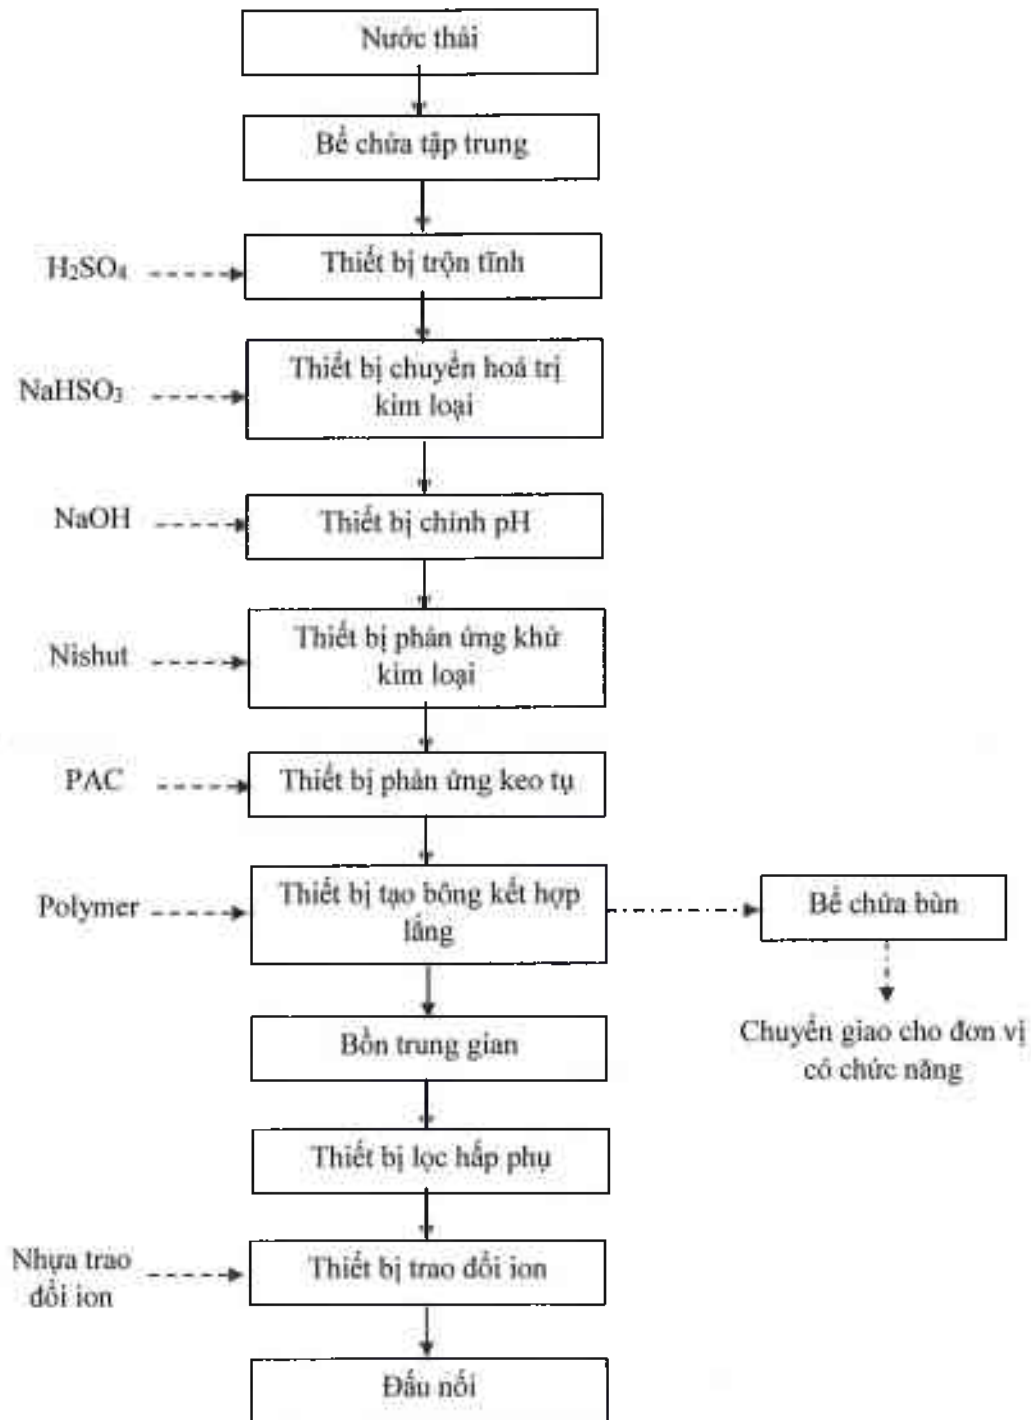 Nước thải
Bể chứa tập trung
H₂SO₄
Thiết bị trộn tĩnh
NaHSO₃
Thiết bị chuyển hoá trị
kim loại
NaOH
Thiết bị chỉnh pH
Nishut
Thiết bị phản ứng khử
kim loại
PAC
Thiết bị phản ứng keo tụ
Polymer
Thiết bị tạo bông kết hợp
lắng
Bể chứa bùn
Chuyển giao cho đơn vị
có chức năng
Bồn trung gian
Thiết bị lọc hấp phụ
Nhựa trao
đổi ion
Thiết bị trao đổi ion
Đấu nối